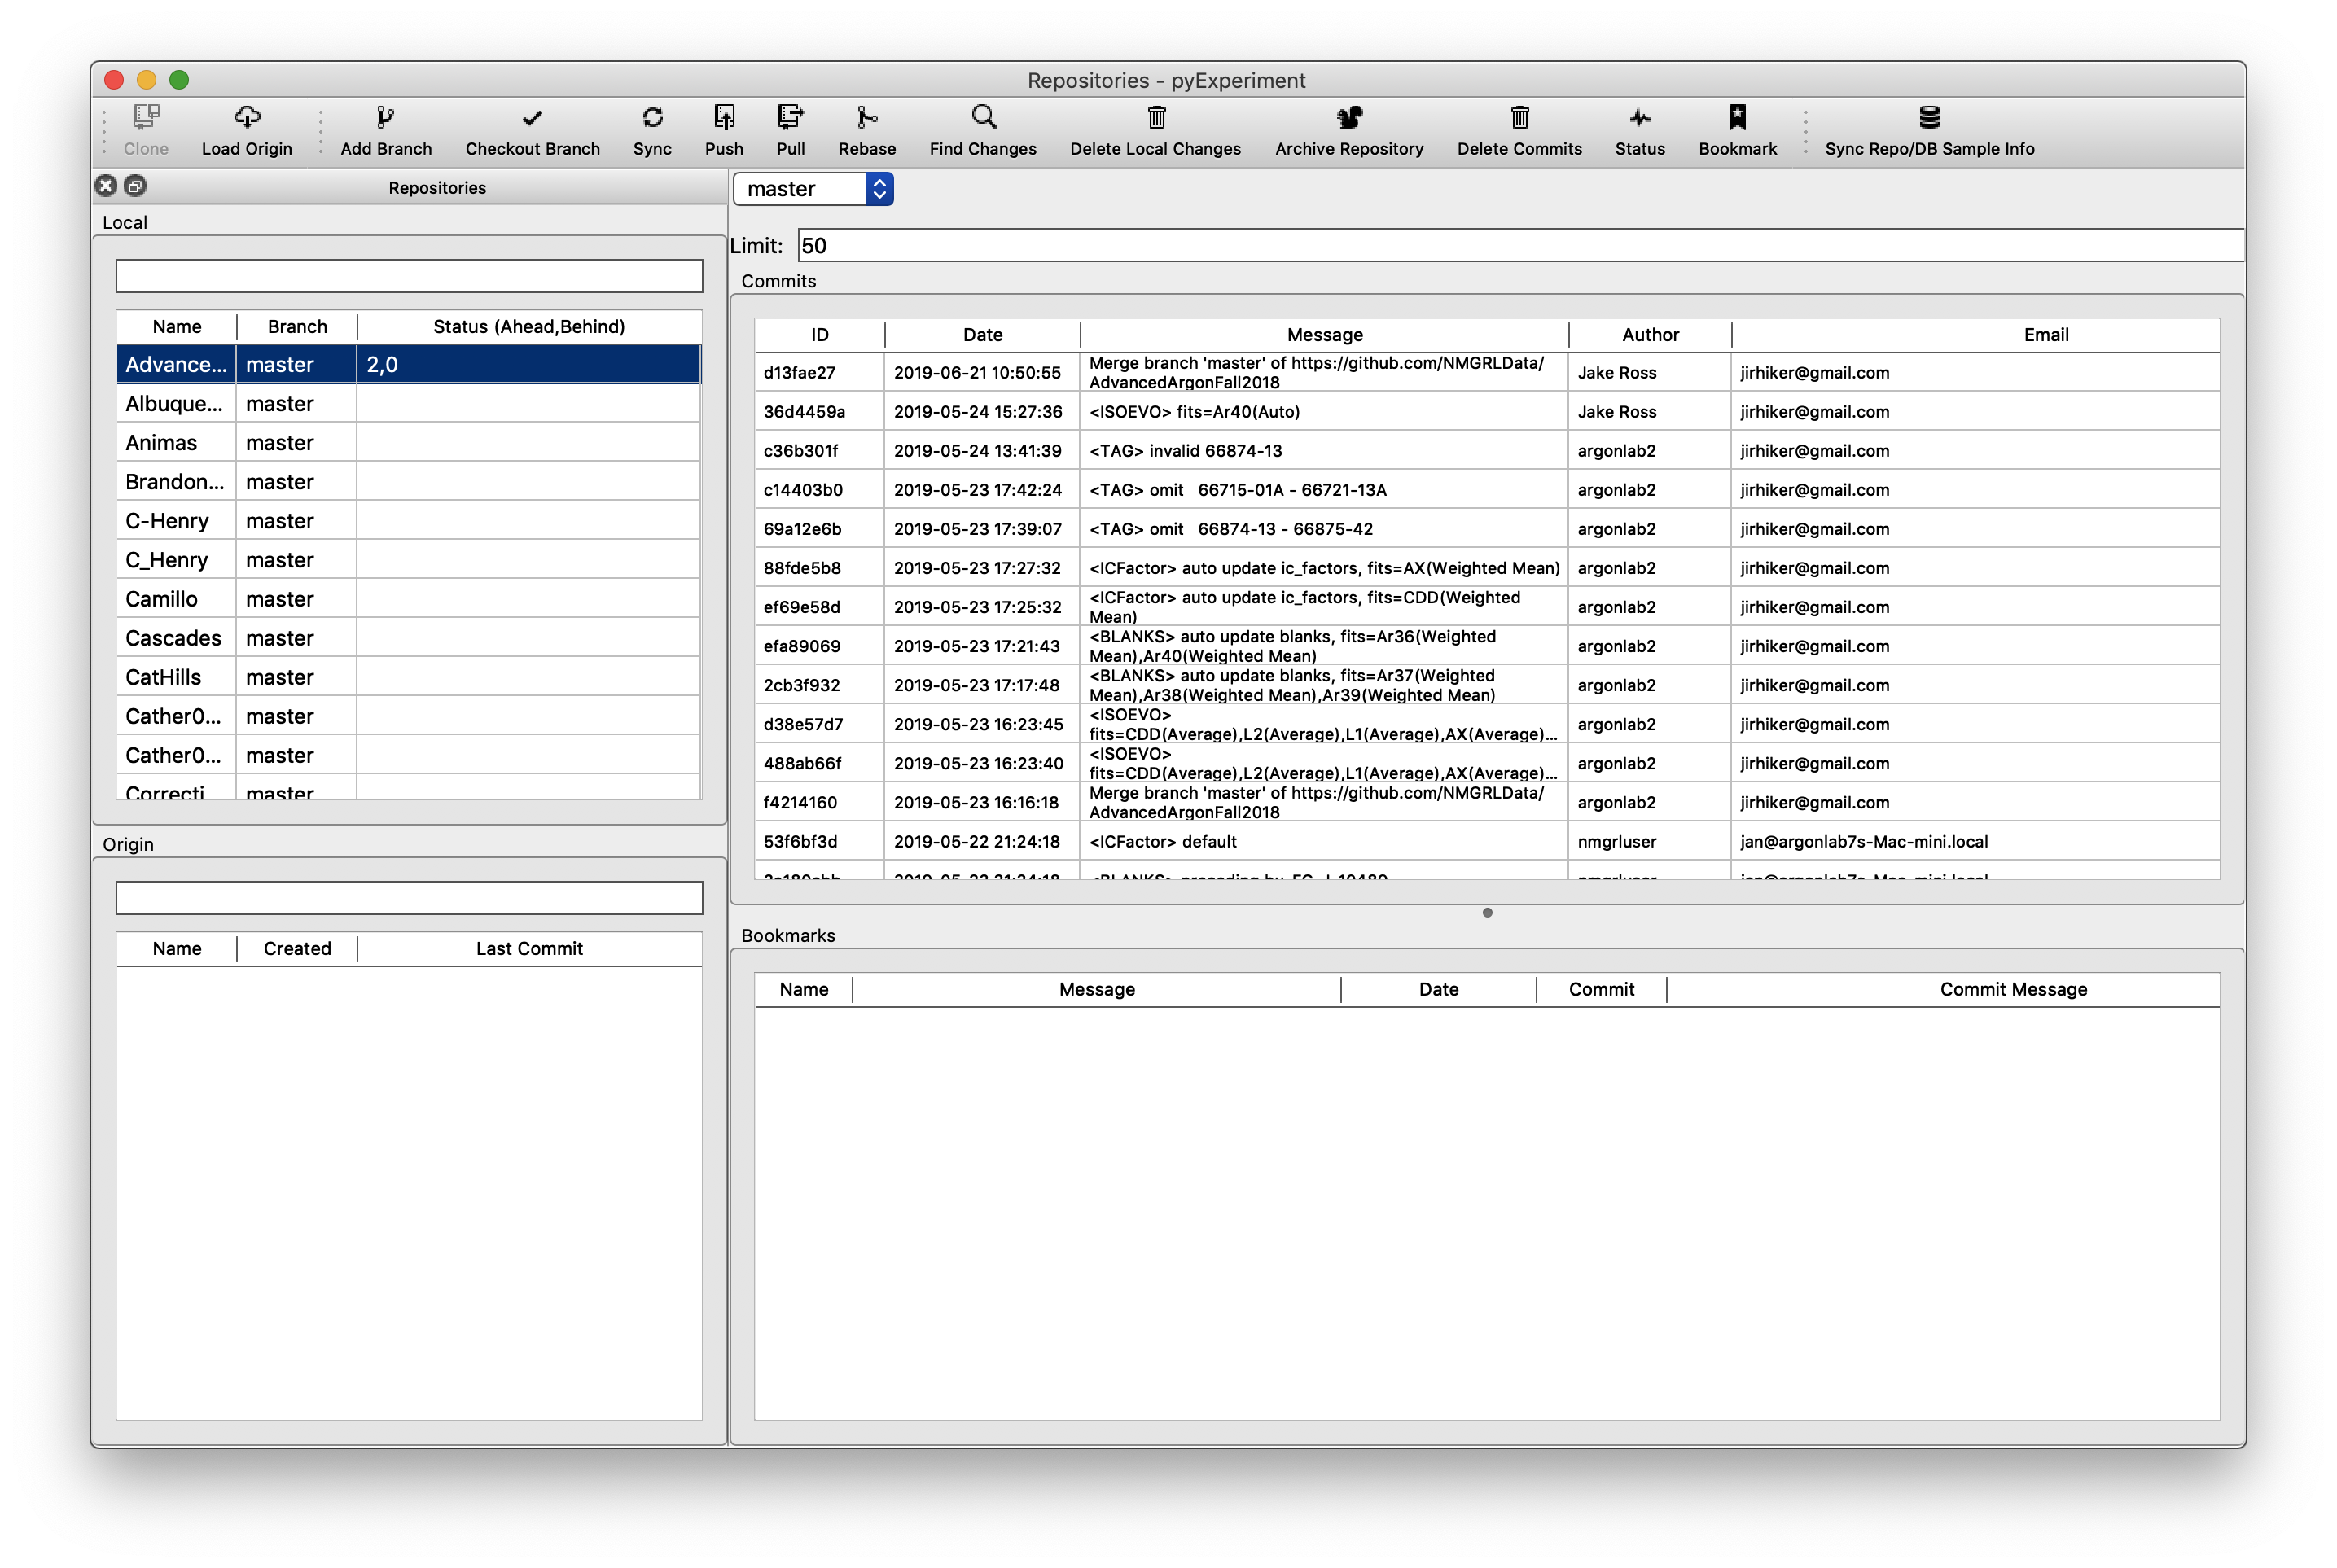 Repositories - pyExperiment
Clone Load Origin Add Branch Checkout Branch Sync Push Pull Rebase Find Changes Delete Local Changes Archive Repository Delete Commits Status Bookmark Sync Repo/DB Sample Info
Repositories
Local
Name Branch Status (Ahead,Behind)
Advance... master 2,0
Albuque... master
Animas master
Brandon... master
C-Henry master
C_Henry master
Camillo master
Cascades master
CatHills master
Cather0... master
Cather0... master
Correcti... master
Origin
Name Created Last Commit
master
Limit: 50
Commits
ID Date Message Author Email
d13fae27 2019-06-21 10:50:55 Merge branch 'master' of https://github.com/NMGRLData/
AdvancedArgonFall2018 Jake Ross jirhiker@gmail.com
36d4459a 2019-05-24 15:27:36 <ISOEVO> fits=Ar40(Auto) Jake Ross jirhiker@gmail.com
c36b301f 2019-05-24 13:41:39 <TAG> invalid 66874-13 argonlab2 jirhiker@gmail.com
c14403b0 2019-05-23 17:42:24 <TAG> omit 66715-01A - 66721-13A argonlab2 jirhiker@gmail.com
69a12e6b 2019-05-23 17:39:07 <TAG> omit 66874-13 - 66875-42 argonlab2 jirhiker@gmail.com
88fde5b8 2019-05-23 17:27:32 <ICFactor> auto update ic_factors, fits=AX(Weighted Mean) argonlab2 jirhiker@gmail.com
ef69e58d 2019-05-23 17:25:32 <ICFactor> auto update ic_factors, fits=CDD(Weighted
Mean) argonlab2 jirhiker@gmail.com
efa89069 2019-05-23 17:21:43 <BLANKS> auto update blanks, fits=Ar36(Weighted
Mean),Ar40(Weighted Mean) argonlab2 jirhiker@gmail.com
2cb3f932 2019-05-23 17:17:48 <BLANKS> auto update blanks, fits=Ar37(Weighted
Mean),Ar38(Weighted Mean),Ar39(Weighted Mean) argonlab2 jirhiker@gmail.com
d38e57d7 2019-05-23 16:23:45 <ISOEVO>
fits=CDD(Average),L2(Average),L1(Average),AX(Average)... argonlab2 jirhiker@gmail.com
488ab66f 2019-05-23 16:23:40 <ISOEVO>
fits=CDD(Average),L2(Average),L1(Average),AX(Average)... argonlab2 jirhiker@gmail.com
f4214160 2019-05-23 16:16:18 Merge branch 'master' of https://github.com/NMGRLData/
AdvancedArgonFall2018 argonlab2 jirhiker@gmail.com
53f6bf3d 2019-05-22 21:24:18 <ICFactor> default nmgrluser jan@argonlab7s-Mac-mini.local
Bookmarks
Name Message Date Commit Commit Message